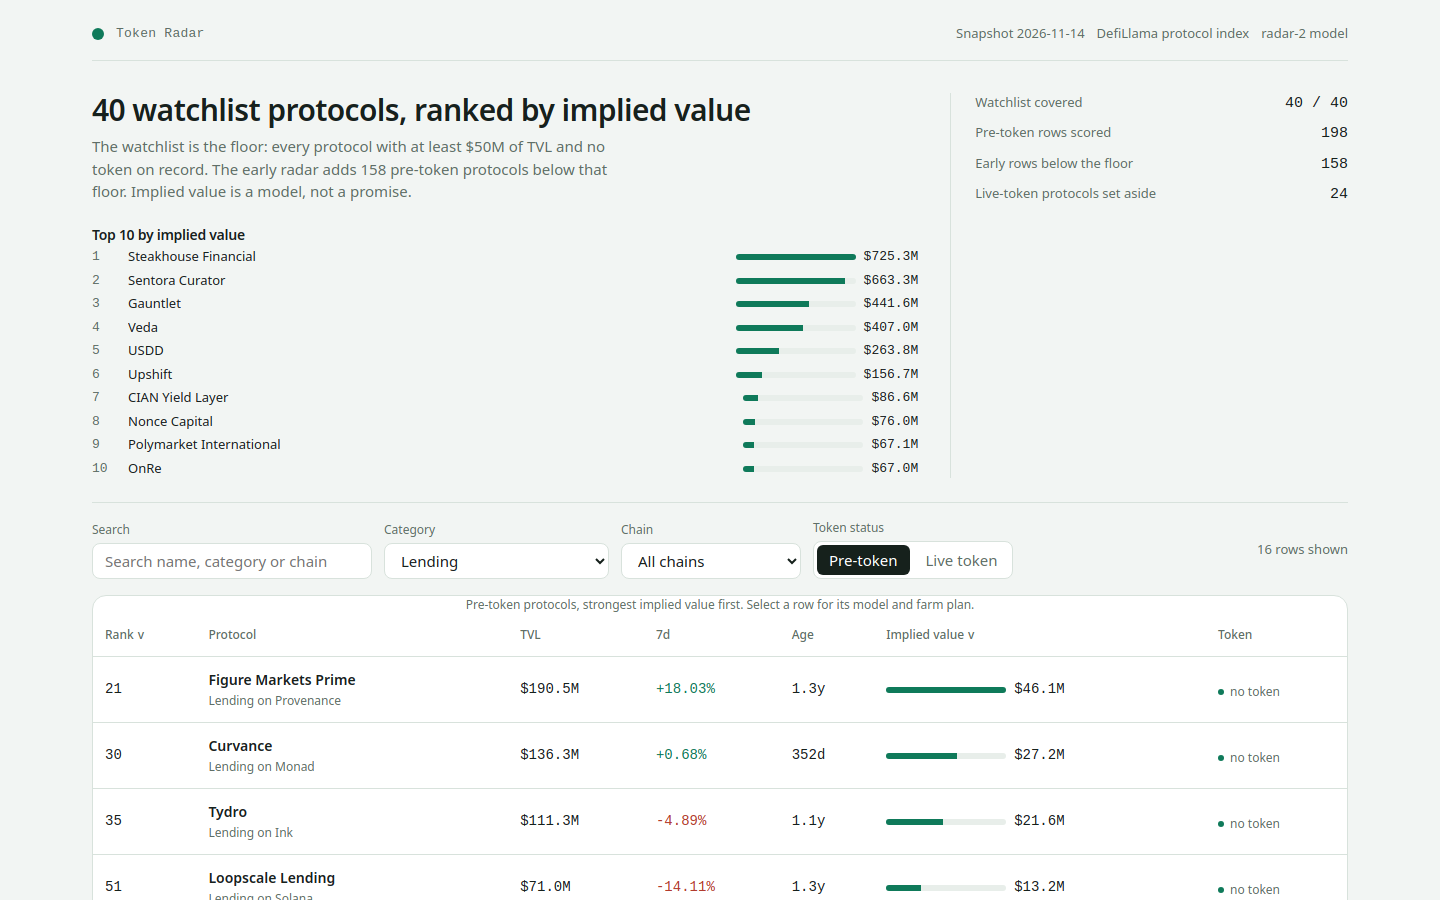 Token Radar
Snapshot 2026-11-14 DefiLlama protocol index radar-2 model
40 watchlist protocols, ranked by implied value
The watchlist is the floor: every protocol with at least $50M of TVL and no
token on record. The early radar adds 158 pre-token protocols below that
floor. Implied value is a model, not a promise.
Watchlist covered 40 / 40
Pre-token rows scored 198
Early rows below the floor 158
Live-token protocols set aside 24
Top 10 by implied value
1 Steakhouse Financial $725.3M
2 Sentora Curator $663.3M
3 Gauntlet $441.6M
4 Veda $407.0M
5 USDD $263.8M
6 Upshift $156.7M
7 CIAN Yield Layer $86.6M
8 Nonce Capital $76.0M
9 Polymarket International $67.1M
10 OnRe $67.0M
Search Category Chain Token status
Search name, category or chain Lending All chains Pre-token Live token
16 rows shown
Pre-token protocols, strongest implied value first. Select a row for its model and farm plan.
Rank v Protocol TVL 7d Age Implied value v Token
21 Figure Markets Prime $190.5M +18.03% 1.3y $46.1M no token
Lending on Provenance
30 Curvance $136.3M +0.68% 352d $27.2M no token
Lending on Monad
35 Tydro $111.3M -4.89% 1.1y $21.6M no token
Lending on Ink
51 Loopscale Lending $71.0M -14.11% 1.3y $13.2M no token
Lending on Solana